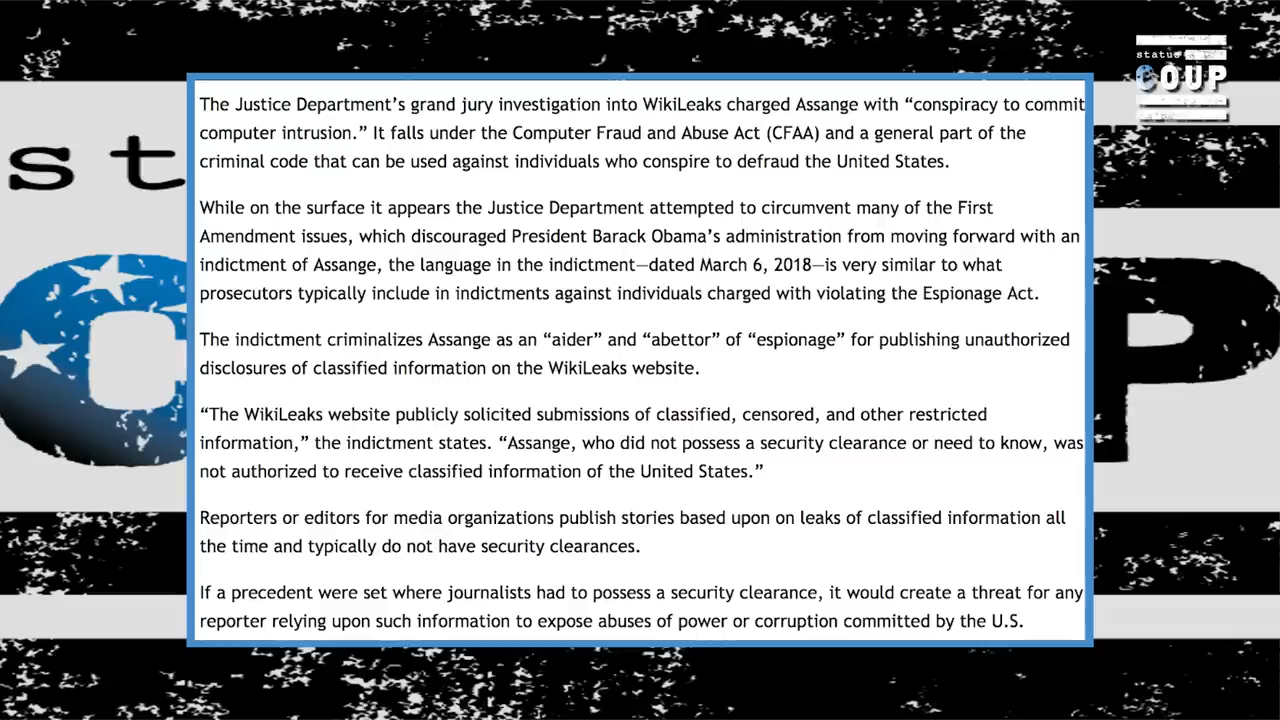 status
COUP
The Justice Department’s grand jury investigation into WikiLeaks charged Assange with “conspiracy to commit
computer intrusion.” It falls under the Computer Fraud and Abuse Act (CFAA) and a general part of the
criminal code that can be used against individuals who conspire to defraud the United States.
While on the surface it appears the Justice Department attempted to circumvent many of the First
Amendment issues, which discouraged President Barack Obama’s administration from moving forward with an
indictment of Assange, the language in the indictment—dated March 6, 2018—is very similar to what
prosecutors typically include in indictments against individuals charged with violating the Espionage Act.
The indictment criminalizes Assange as an “aider” and “abettor” of “espionage” for publishing unauthorized
disclosures of classified information on the WikiLeaks website.
“The WikiLeaks website publicly solicited submissions of classified, censored, and other restricted
information,” the indictment states. “Assange, who did not possess a security clearance or need to know, was
not authorized to receive classified information of the United States.”
Reporters or editors for media organizations publish stories based upon on leaks of classified information all
the time and typically do not have security clearances.
If a precedent were set where journalists had to possess a security clearance, it would create a threat for any
reporter relying upon such information to expose abuses of power or corruption committed by the U.S.
st
C
P